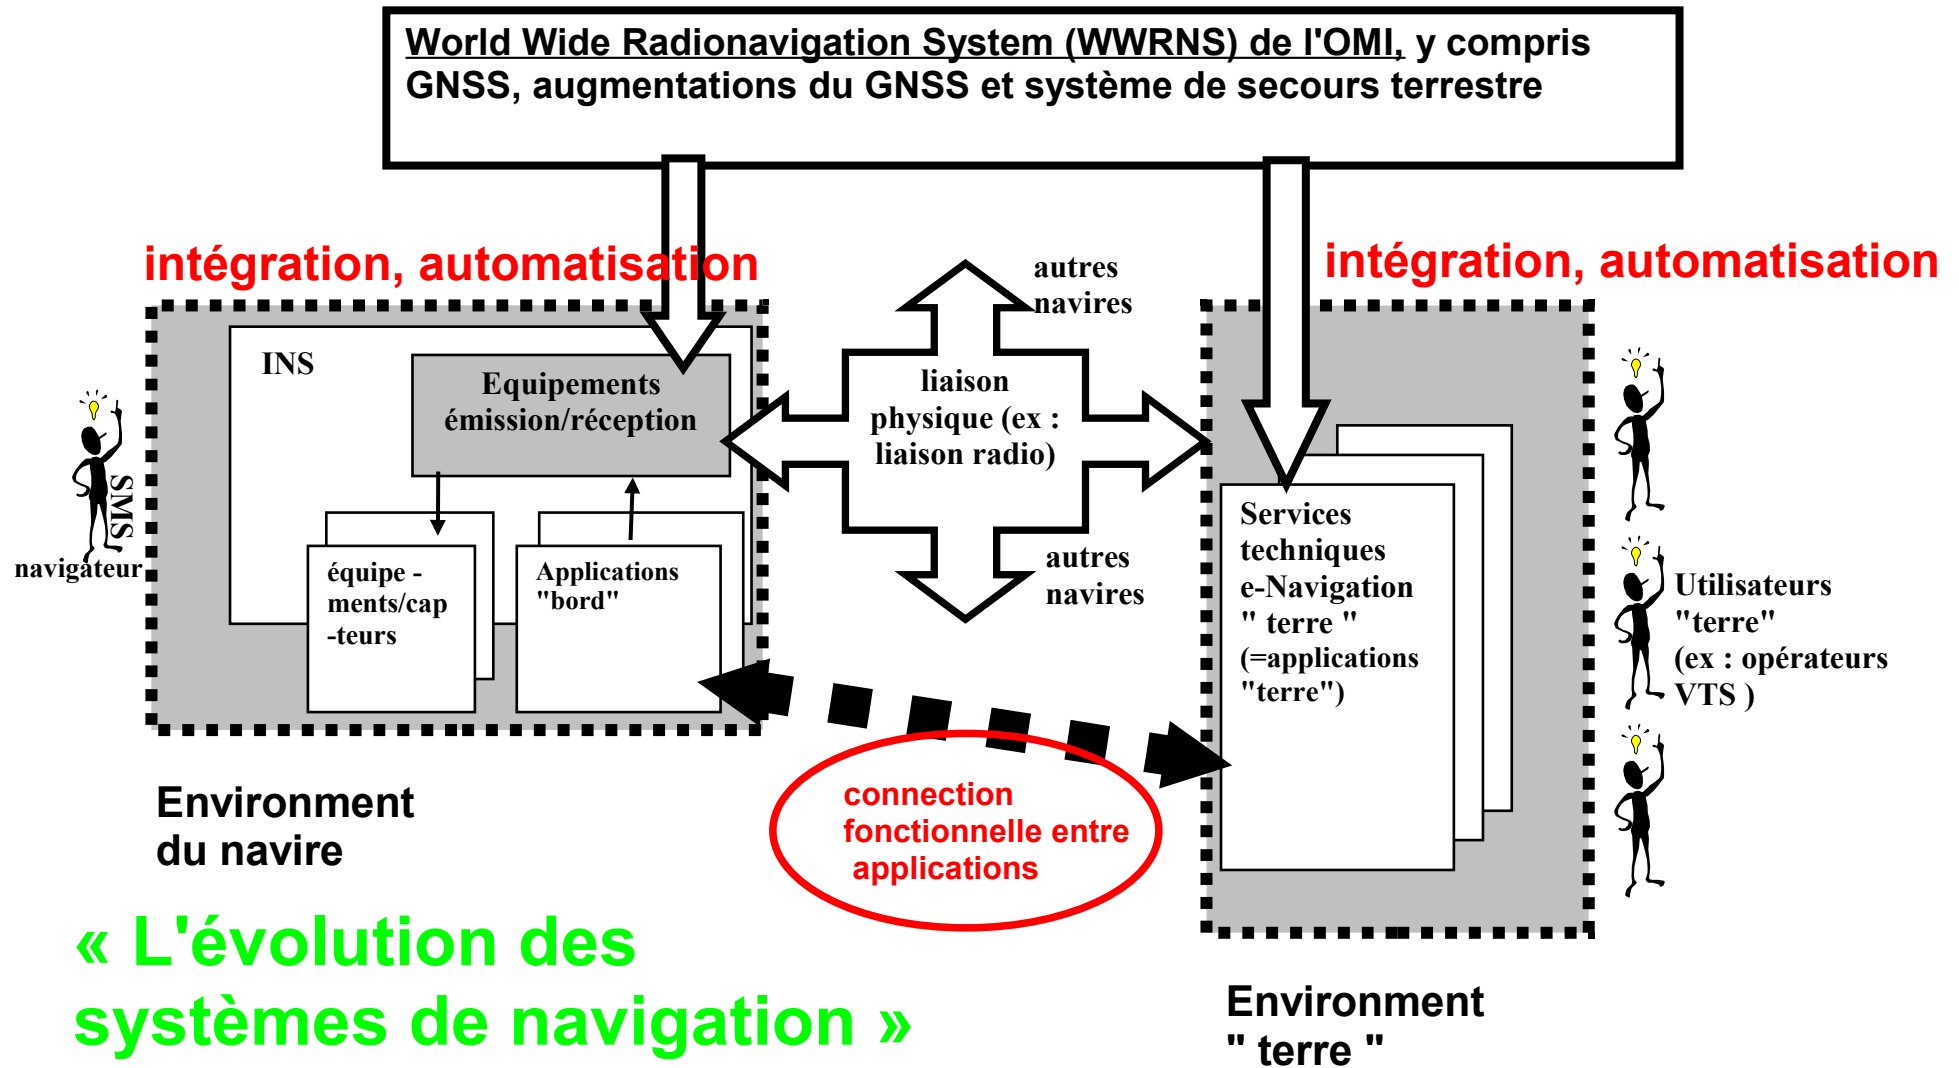 World Wide Radionavigation System (WWRNS) de l'OMI, y compris
GNSS, augmentations du GNSS et système de secours terrestre
intégration, automatisation
intégration, automatisation
autres
navires
INS
Equipements
émission/réception
liaison
physique (ex :
liaison radio)
SMS
navigateur
équipe -
ments/cap
-teurs
Applications
"bord"
autres
navires
Services
techniques
e-Navigation
" terre "
(=applications
"terre")
Utilisateurs
"terre"
(ex : opérateurs
VTS )
Environment
du navire
connection
fonctionnelle entre
applications
« L'évolution des
systèmes de navigation »
Environment
" terre "